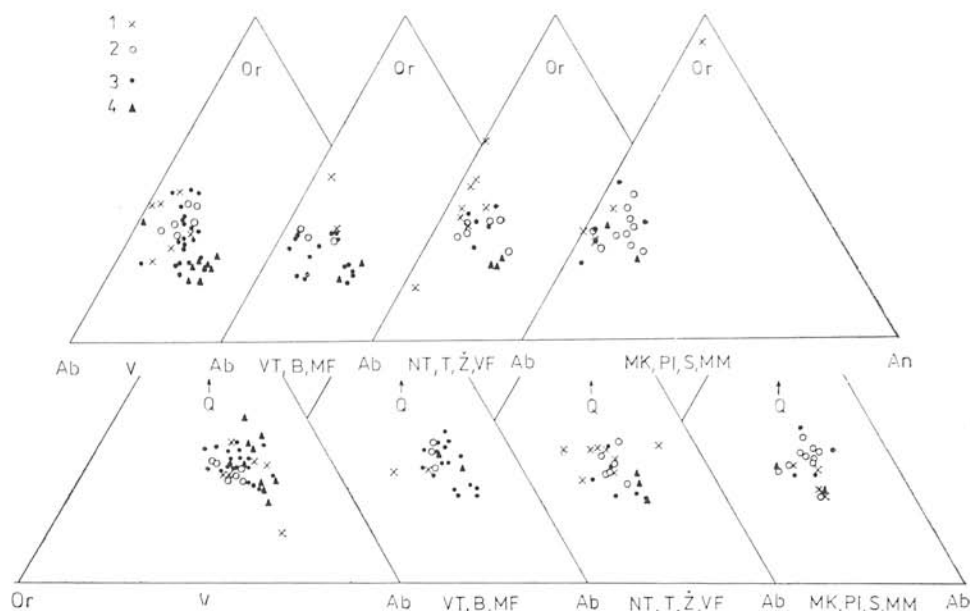 1 ×
2 ○
3 •
4 ▲
Or Or Or Or
Ab V Ab VT, B, MF Ab NT, T, Ž, VF Ab MK, PI, S, MM An
Q Q Q Q
Or V Ab VT, B, MF Ab NT, T, Ž, VF Ab MK, PI, S, MM Ab